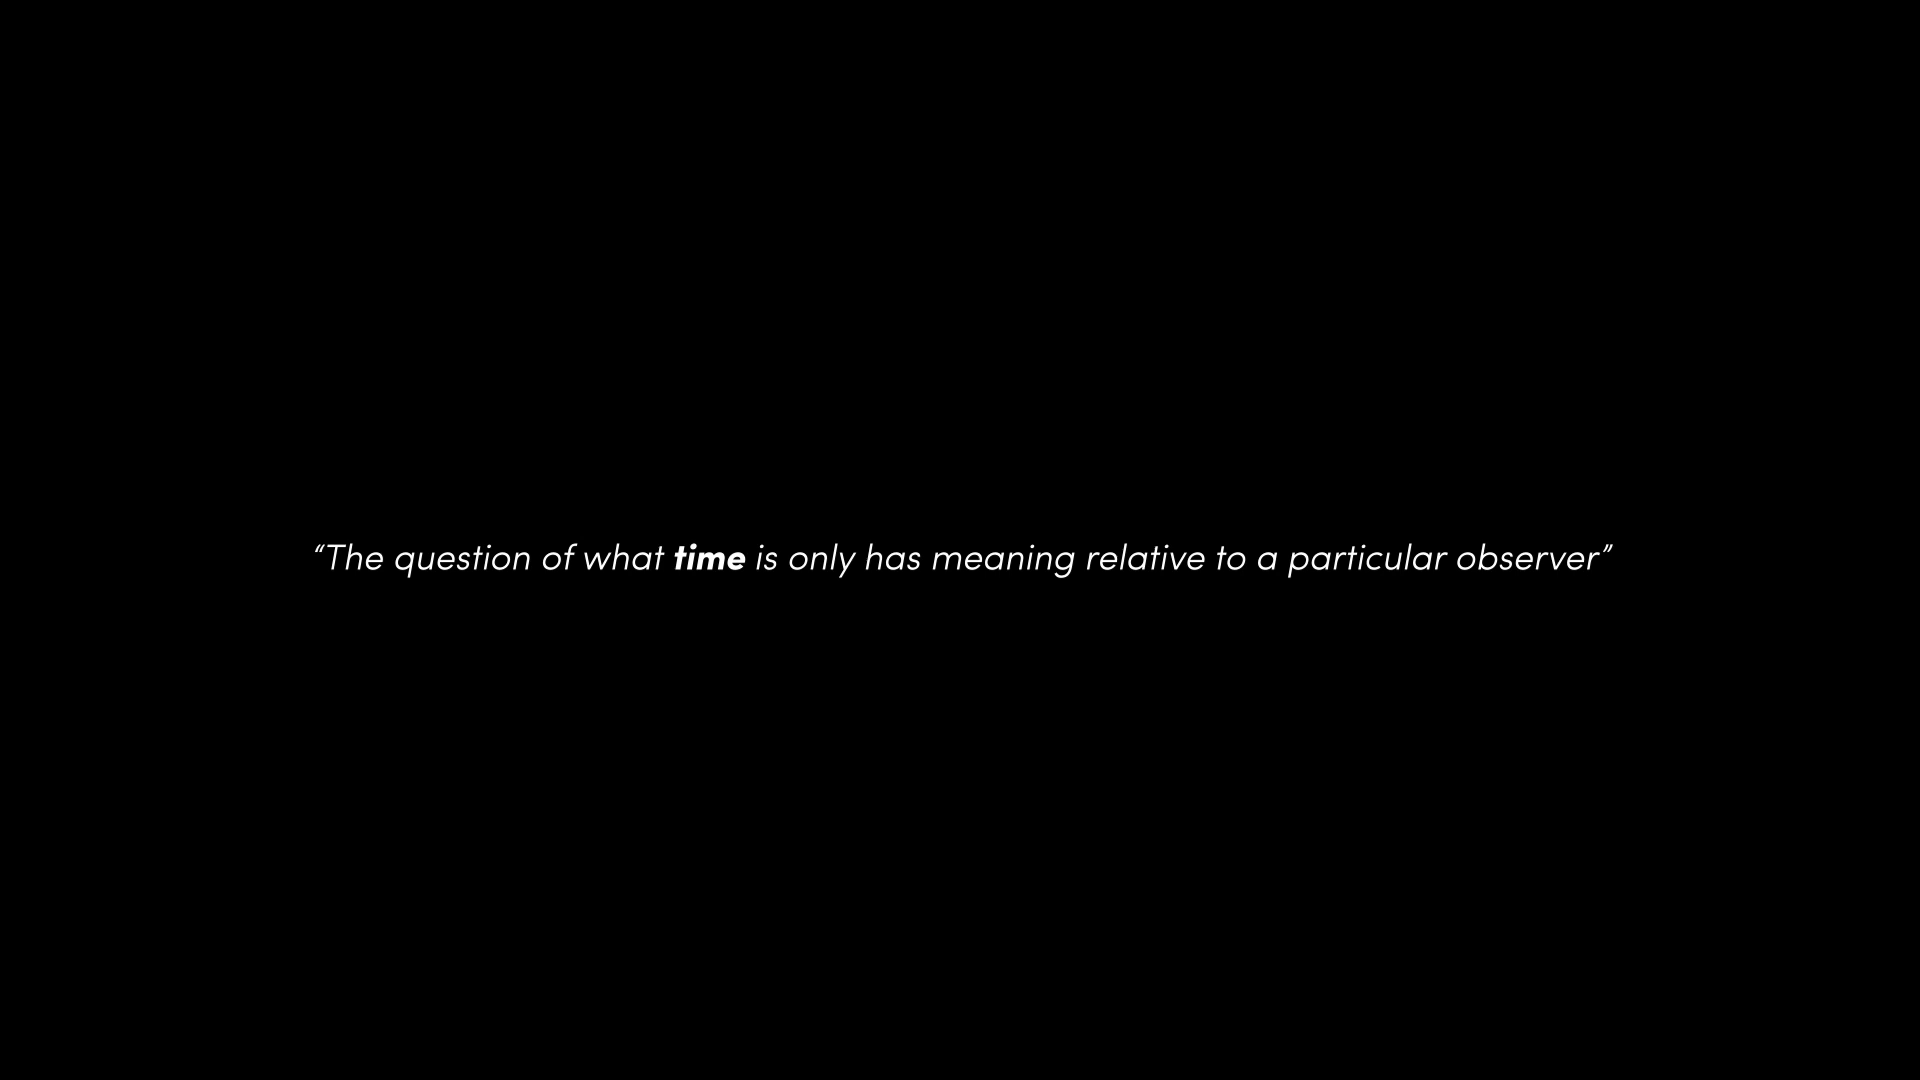 “The question of what time is only has meaning relative to a particular observer”